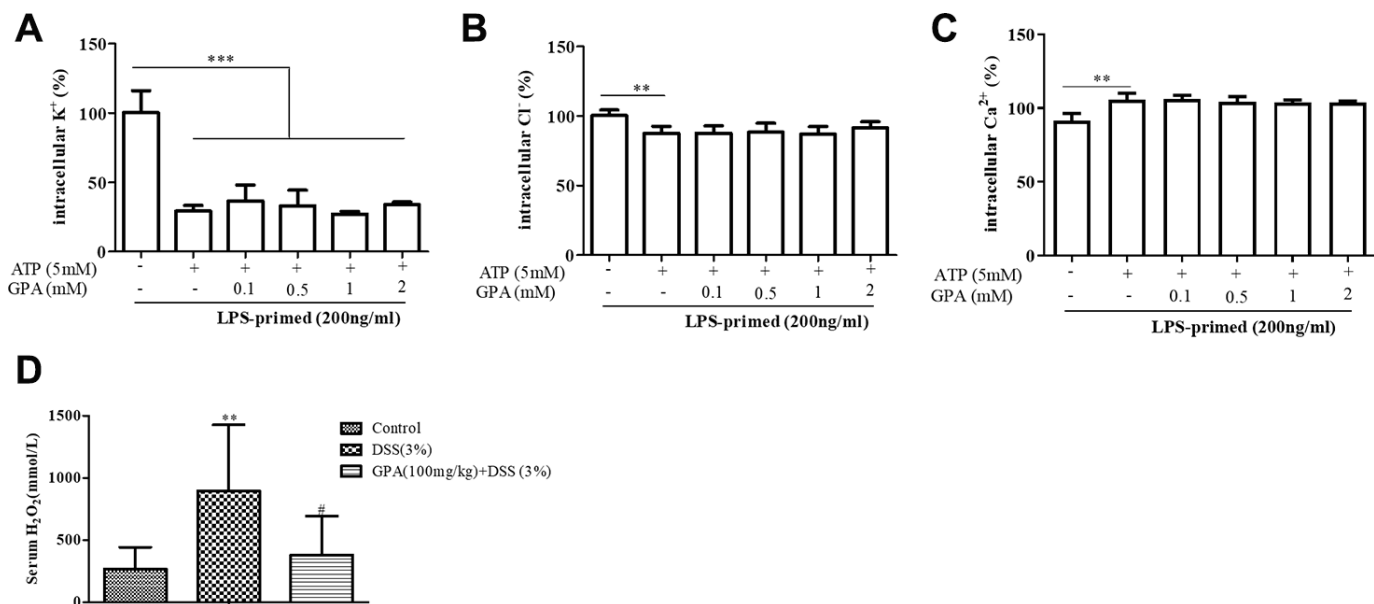 A
150
100
50
0
intracellular K⁺ (%)
***
ATP (5mM) - + + + + +
GPA (mM) - - 0.1 0.5 1 2
LPS-primed (200ng/ml)
B
150
100
50
0
intracellular Cl⁻ (%)
**
ATP (5mM) - + + + + +
GPA (mM) - - 0.1 0.5 1 2
LPS-primed (200ng/ml)
C
150
100
50
0
intracellular Ca²⁺ (%)
**
ATP (5mM) - + + + + +
GPA (mM) - - 0.1 0.5 1 2
LPS-primed (200ng/ml)
D
1500
1000
500
0
Serum H₂O₂(mmol/L)
**
#
Control
DSS(3%)
GPA(100mg/kg)+DSS (3%)